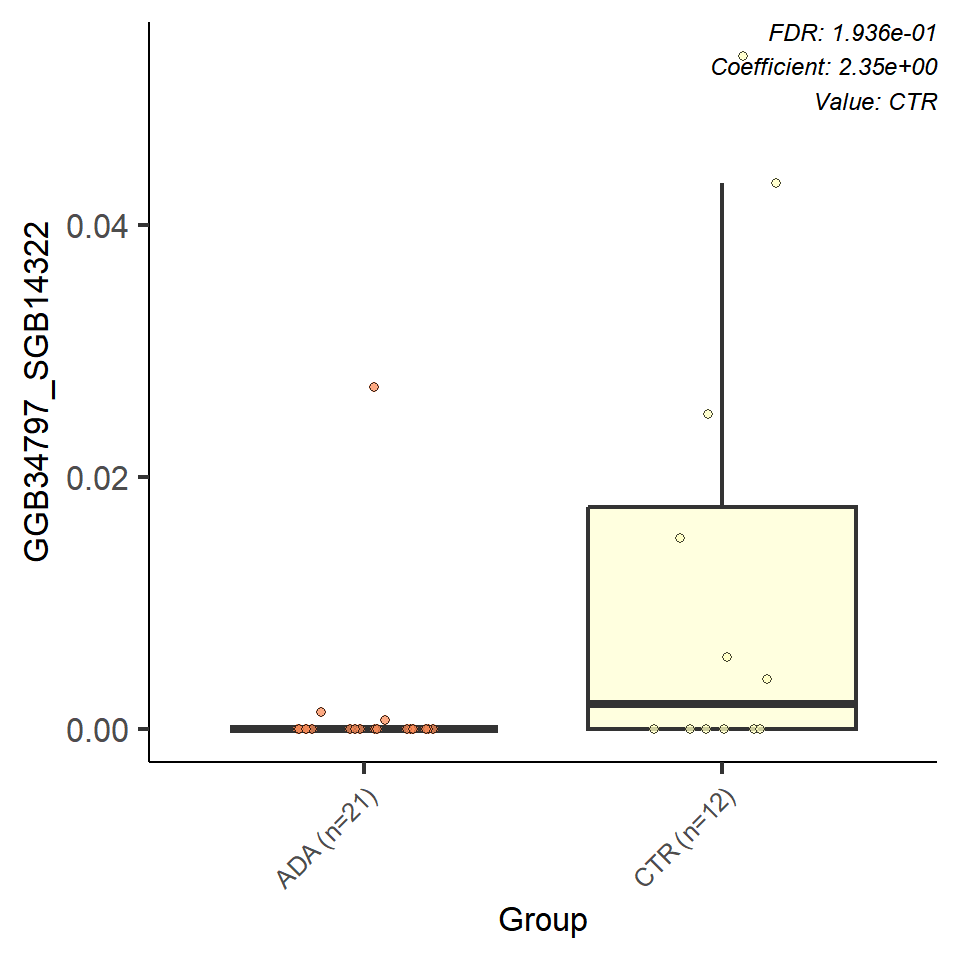 FDR: 1.936e-01
Coefficient: 2.35e+00
Value: CTR
GGB34797_SGB14322
0.04
0.02
0.00
ADA (n=21)
CTR (n=12)
Group